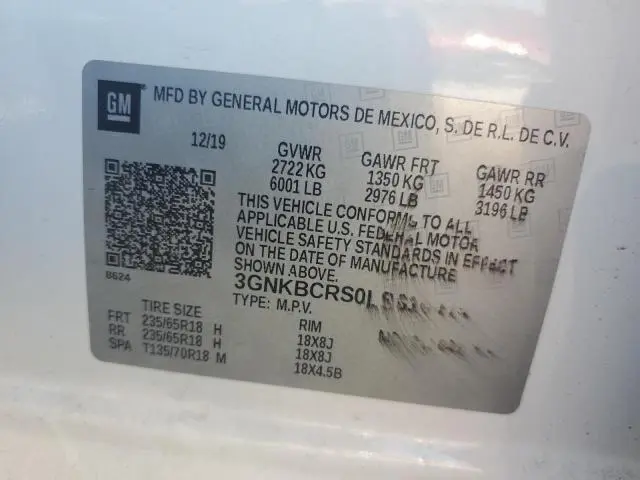 GM
MFD BY GENERAL MOTORS DE MEXICO, S. DE R.L. DE C.V.
12/19 GVWR GAWR FRT GAWR RR
2722 KG 1350 KG 1450 KG
6001 LB 2976 LB 3196 LB
THIS VEHICLE CONFORMS TO ALL
APPLICABLE U.S. FEDERAL MOTOR
VEHICLE SAFETY STANDARDS IN EFFECT
ON THE DATE OF MANUFACTURE
SHOWN ABOVE.
8624
3GNKBCRS0L
TYPE: M.P.V.
TIRE SIZE RIM
FRT 235/65R18 H 18X8J
RR 235/65R18 H 18X8J
SPA T135/70R18 M 18X4.5B